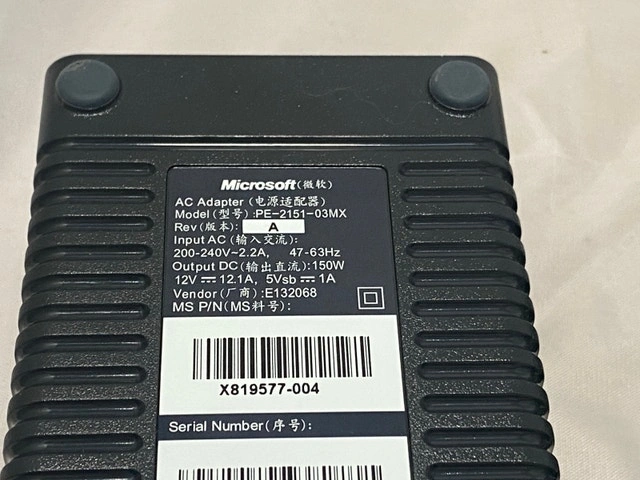 Microsoft(微软)
AC Adapter (电源适配器)
Model(型号):PE-2151-03MX
Rev(版本): A
Input AC(输入交流):
200-240V~2.2A, 47-63Hz
Output DC(输出直流):150W
12V⎓12.1A, 5Vsb⎓1A
Vendor(厂商):E132068
MS P/N(MS料号):
X819577-004
Serial Number(序号):